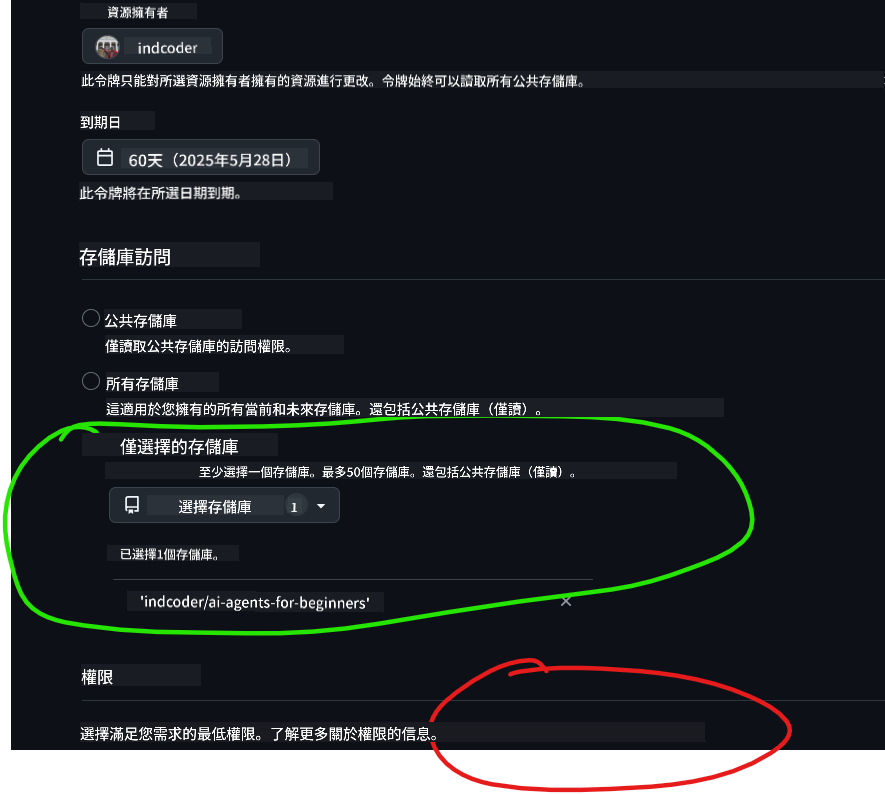 資源擁有者
indcoder
此令牌只能對所選資源擁有者擁有的資源進行更改。令牌始終可以讀取所有公共存儲庫。
到期日
60天（2025年5月28日）
此令牌將在所選日期到期。
存儲庫訪問
公共存儲庫
僅讀取公共存儲庫的訪問權限。
所有存儲庫
這適用於您擁有的所有當前和未來存儲庫。還包括公共存儲庫（僅讀）。
僅選擇的存儲庫
至少選擇一個存儲庫。最多50個存儲庫。還包括公共存儲庫（僅讀）。
選擇存儲庫 1
已選擇1個存儲庫。
'indcoder/ai-agents-for-beginners'
權限
選擇滿足您需求的最低權限。了解更多關於權限的信息。